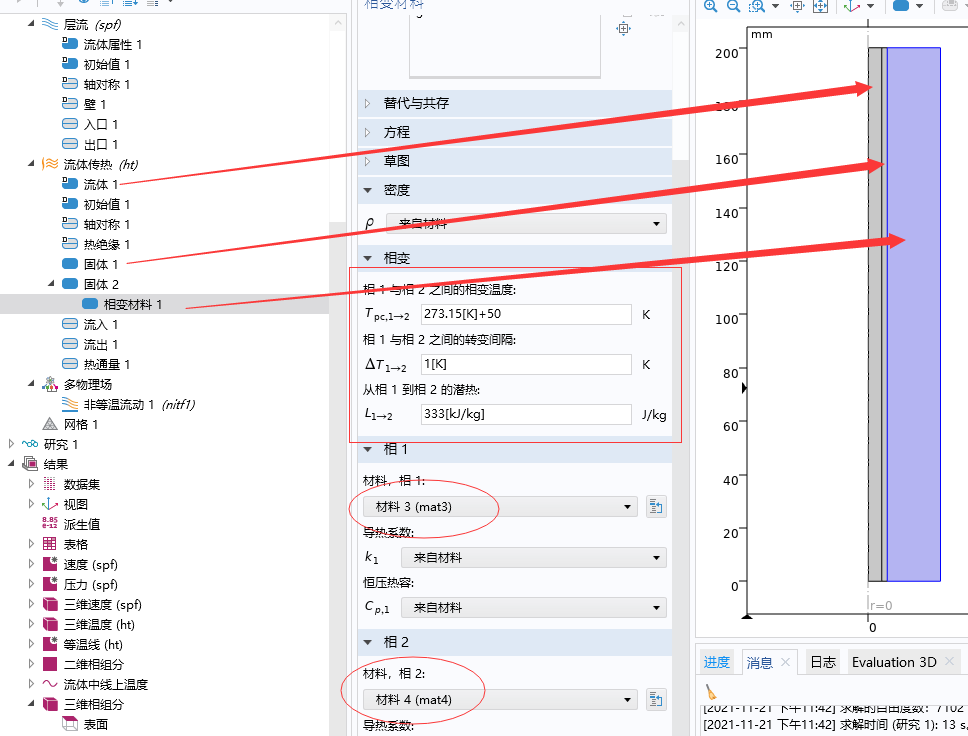 层流 (spf)
流体属性 1
初始值 1
轴对称 1
壁 1
入口 1
出口 1
流体传热 (ht)
流体 1
初始值 1
轴对称 1
热绝缘 1
固体 1
固体 2
相变材料 1
流入 1
流出 1
热通量 1
多物理场
非等温流动 1 (nitf1)
网格 1
研究 1
结果
数据集
视图
8.85
e-12
派生值
表格
速度 (spf)
压力 (spf)
三维速度 (spf)
三维温度 (ht)
等温线 (ht)
二维相组分
流体中线上温度
三维相组分
表面
相变材料
替代与共存
方程
草图
密度
ρ 来自材料
相变
相 1 与相 2 之间的相变温度:
Tpc,1→2 273.15[K]+50 K
相 1 与相 2 之间的转变间隔:
ΔT1→2 1[K] K
从相 1 到相 2 的潜热:
L1→2 333[kJ/kg] J/kg
相 1
材料, 相 1:
材料 3 (mat3)
导热系数:
k1 来自材料
恒压热容:
Cp,1 来自材料
相 2
材料, 相 2:
材料 4 (mat4)
导热系数:
mm
200
180
160
140
120
100
80
60
40
20
0
r=0
0
进度 消息 日志 Evaluation 3D
[2021-11-21 下午11:42] 求解的自由度数: 7102
[2021-11-21 下午11:42] 求解时间 (研究 1): 13 s,